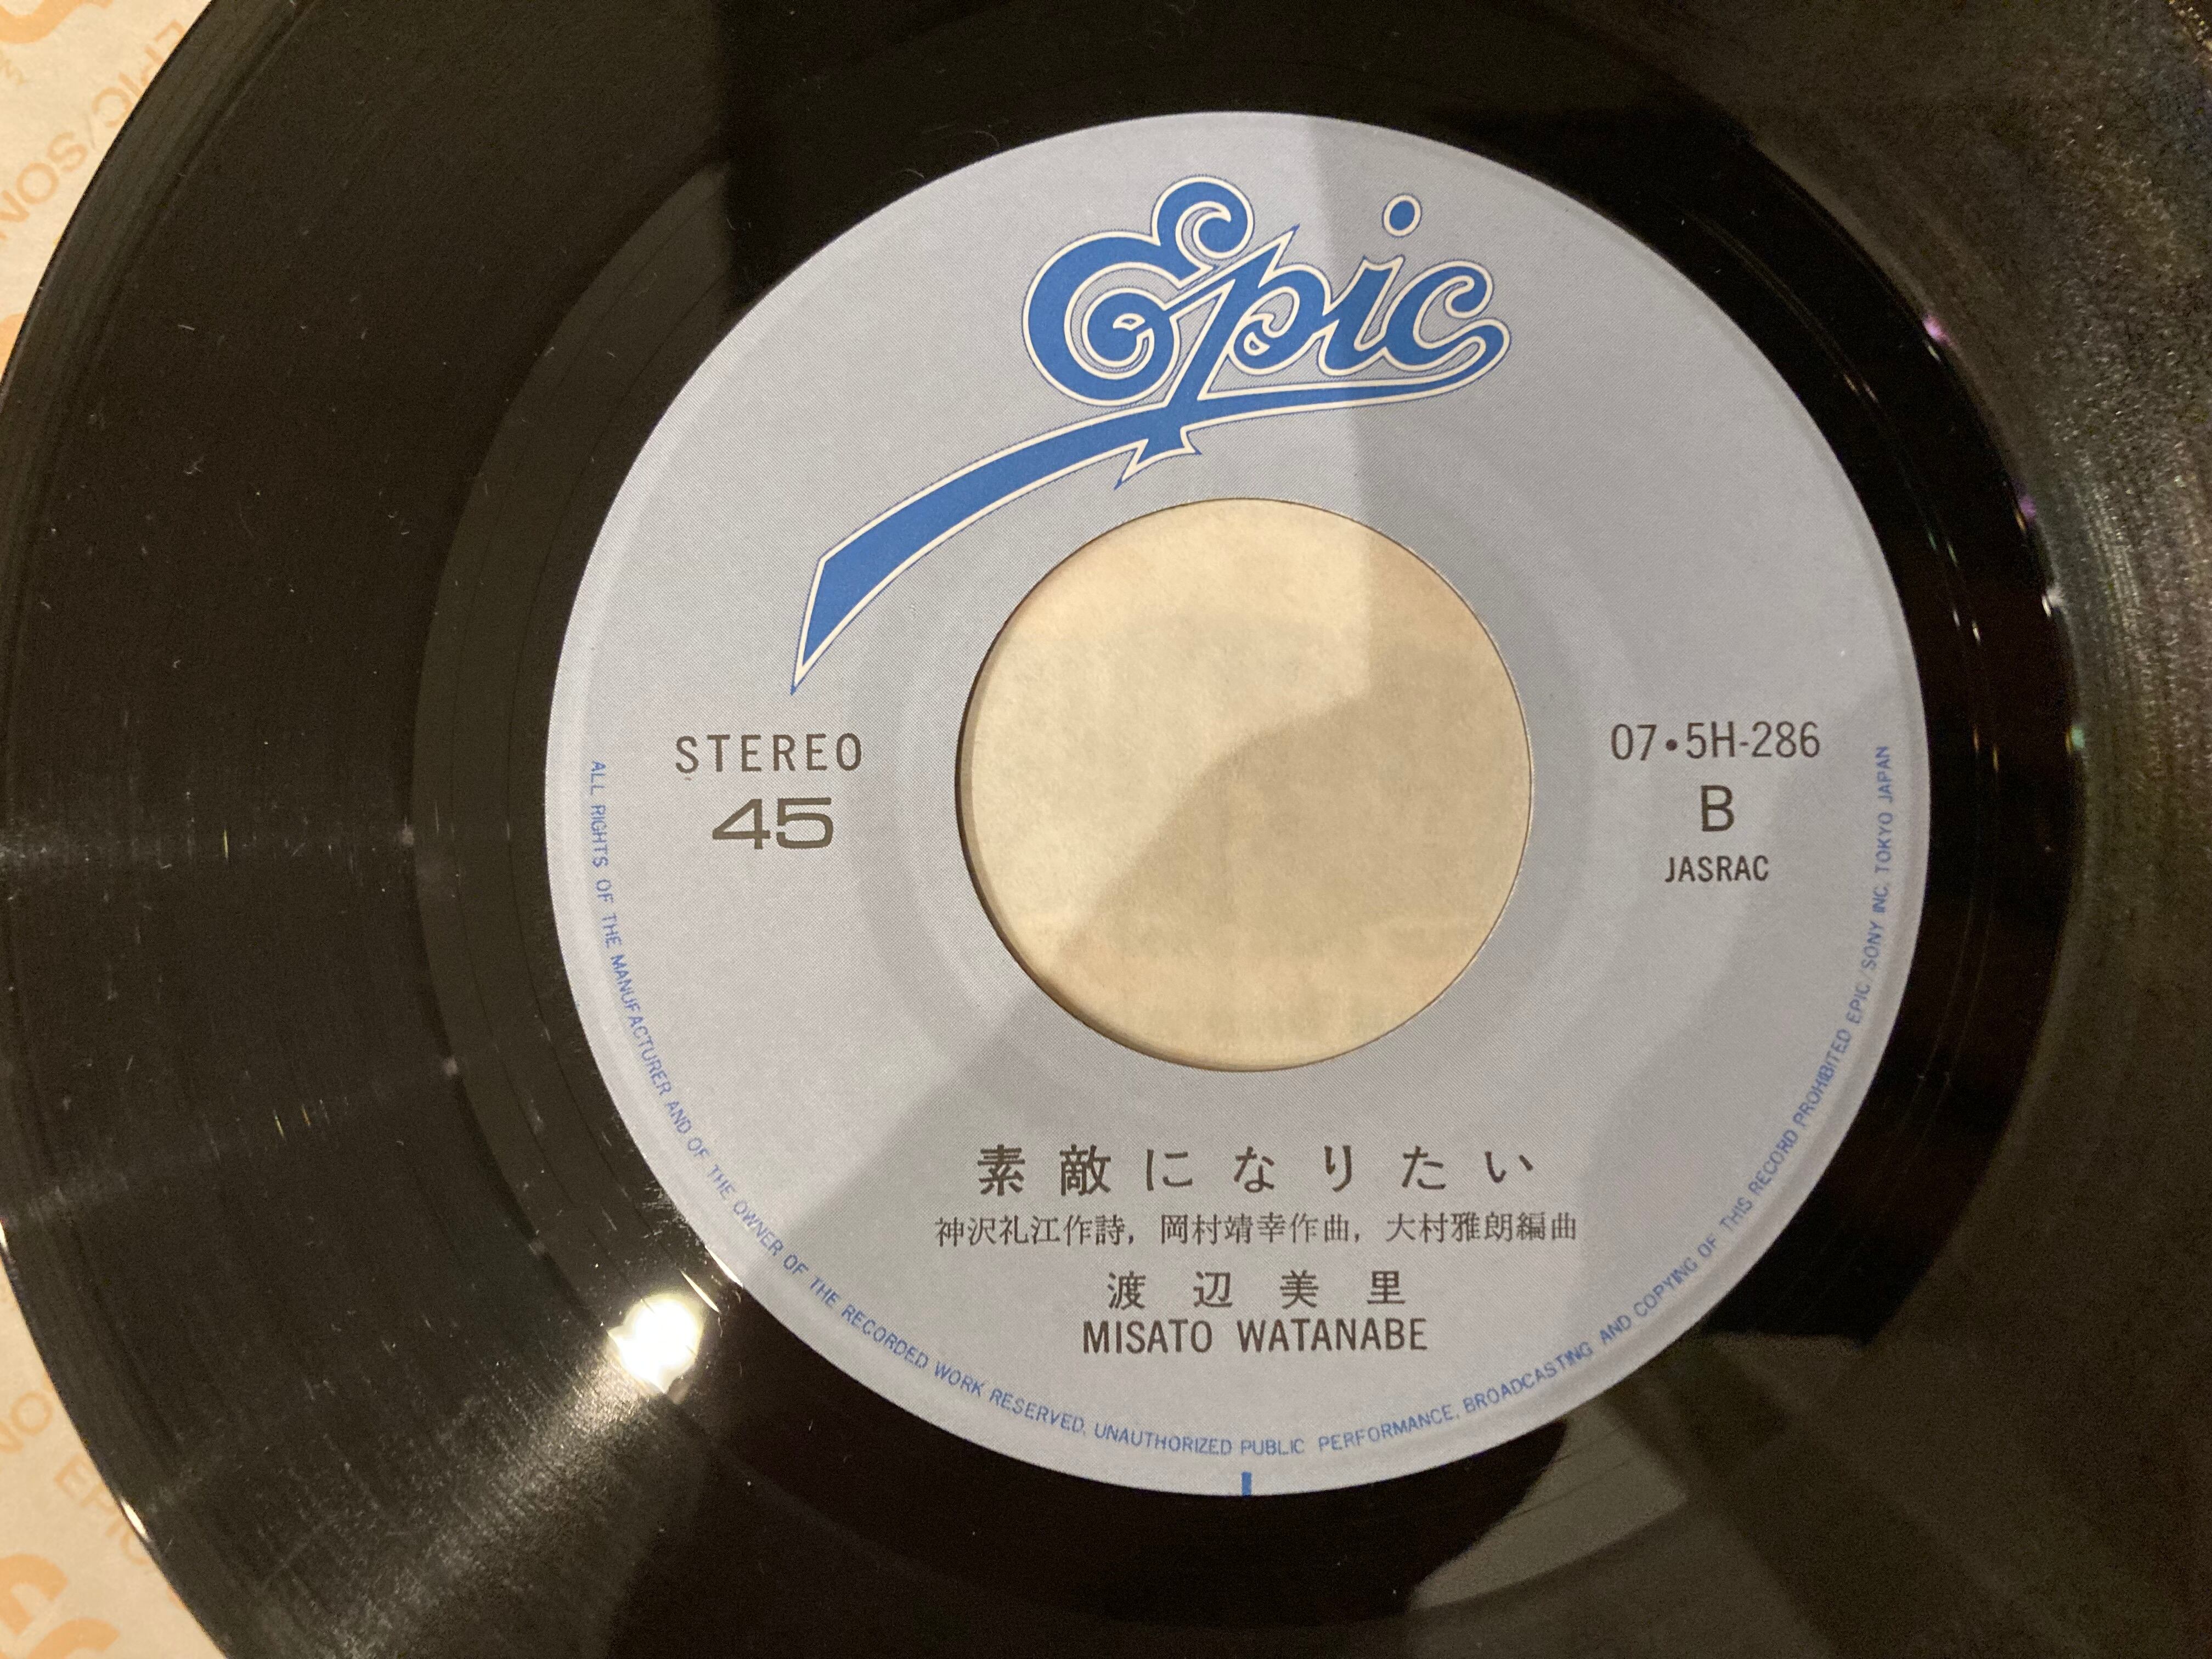 Epic
STEREO
45
07・5H-286
B
JASRAC
素敵になりたい
神沢礼江作詩, 岡村靖幸作曲, 大村雅朗編曲
渡辺美里
MISATO WATANABE
ALL RIGHTS OF THE MANUFACTURER AND OF THE OWNER OF THE RECORDED WORK RESERVED. UNAUTHORIZED PUBLIC PERFORMANCE, BROADCASTING AND COPYING OF THIS RECORD PROHIBITED EPIC/SONY INC. TOKYO JAPAN